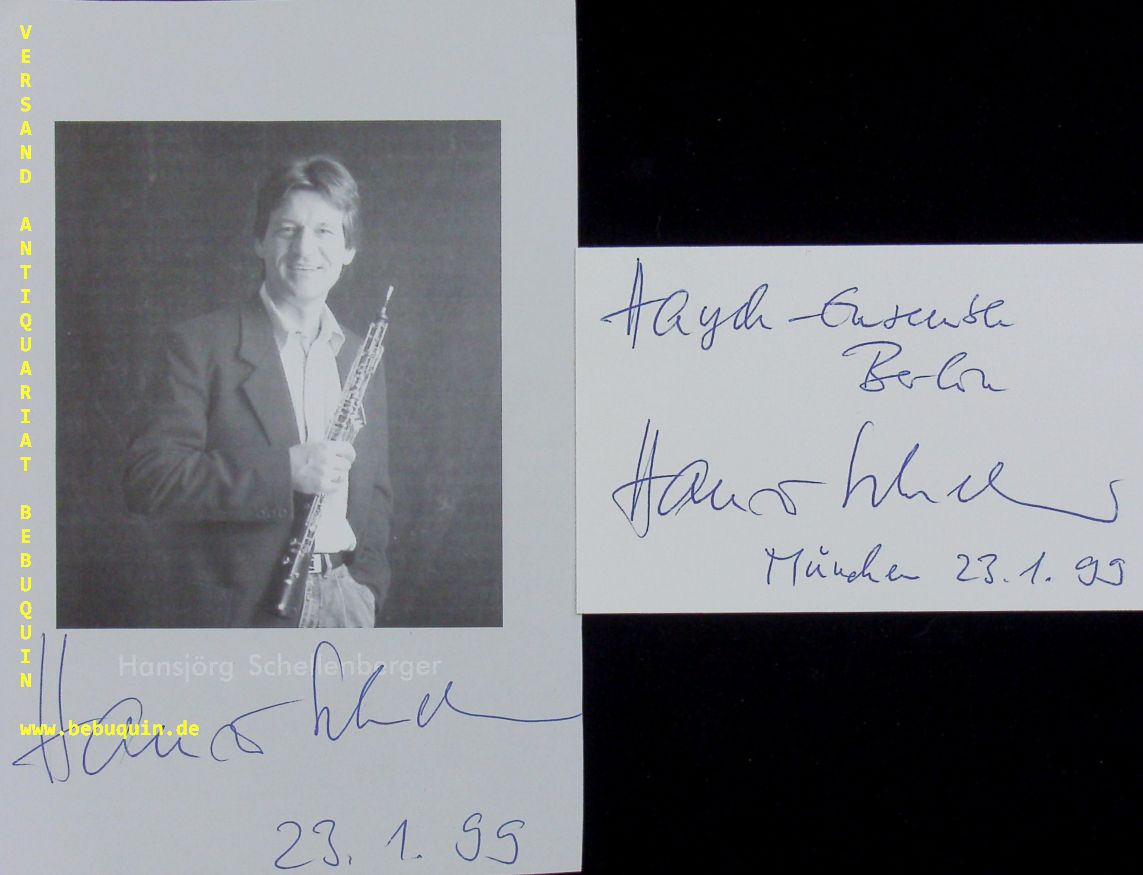 VERSAND ANTIQUARIAT BEBUQUIN
www.bebuquin.de
Hansjörg Schellenberger
23. 1. 99
Haydn-Ensemble
Berlin
München 23. 1. 99